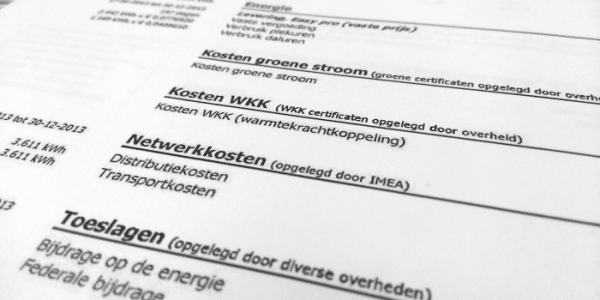 Energie
Levering, Easy pro (vaste prijs)
Vaste vergoeding
Verbruik piekuren
Verbruik daluren
Kosten groene stroom (groene certificaten opgelegd door overhe
Kosten groene stroom
Kosten WKK (WKK certificaten opgelegd door overheid)
Kosten WKK (warmtekrachtkoppeling)
13 tot 30-12-2013
3.611 kWh
3.611 kWh
Netwerkkosten (opgelegd door IMEA)
Distributiekosten
Transportkosten
13
Toeslagen (opgelegd door diverse overheden)
Bijdrage op de energie
Federale bijdrage